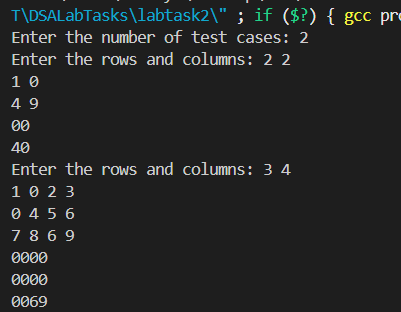 T\DSALabTasks\labtask2\" ; if ($?) { gcc pro
Enter the number of test cases: 2
Enter the rows and columns: 2 2
1 0
4 9
00
40
Enter the rows and columns: 3 4
1 0 2 3
0 4 5 6
7 8 6 9
0000
0000
0069